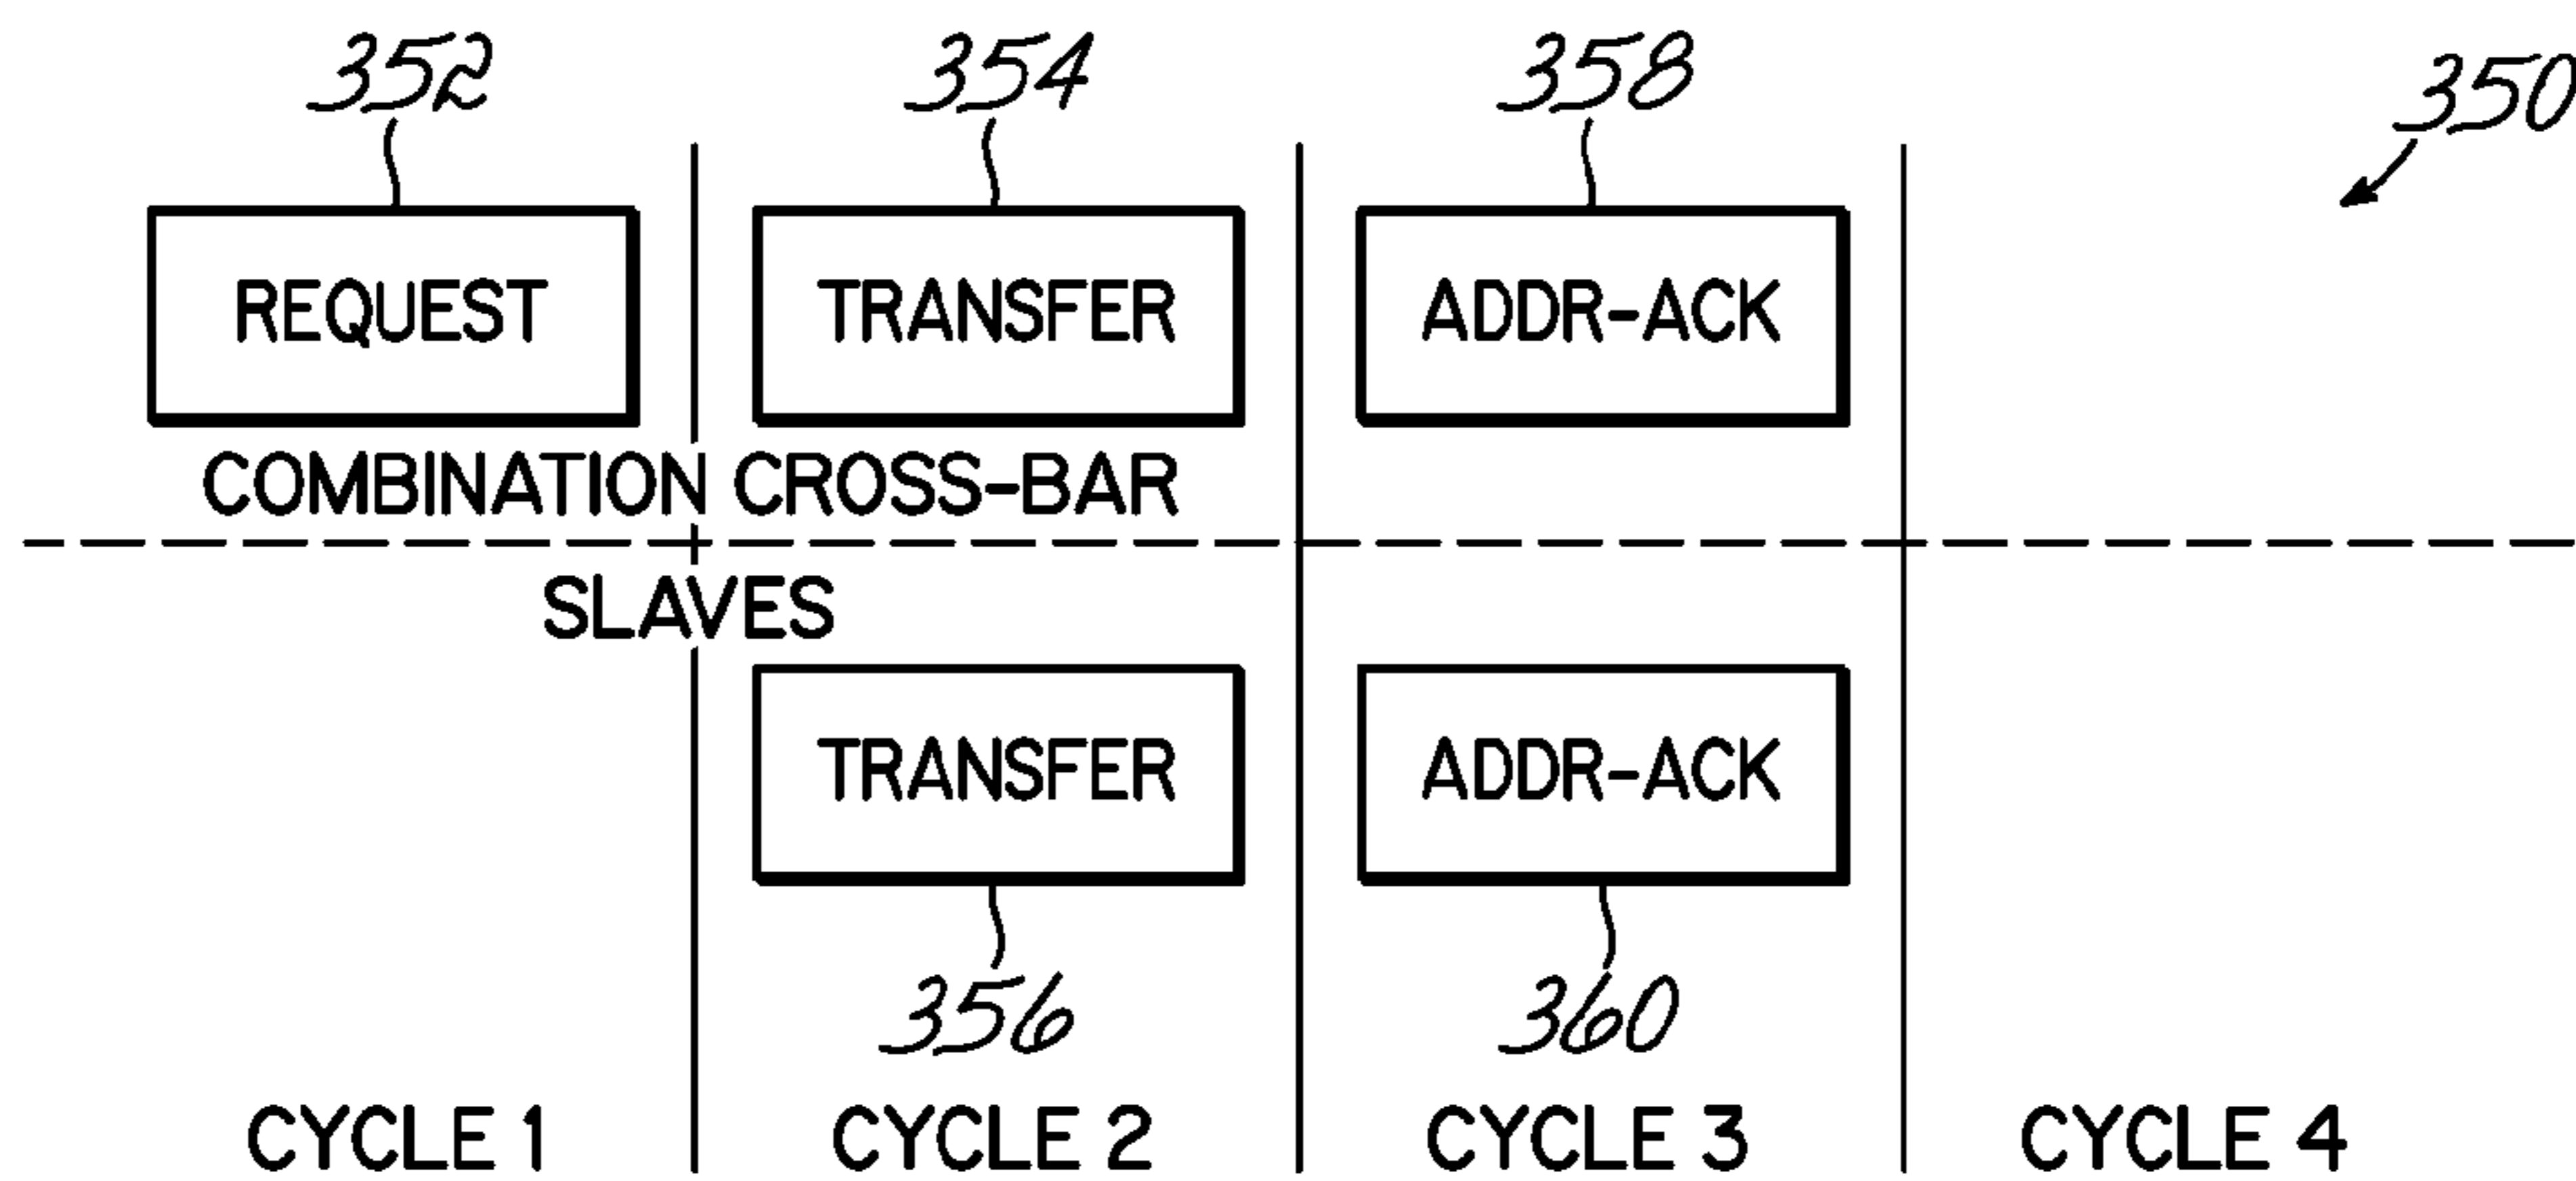 352 354 358 350
REQUEST TRANSFER ADDR-ACK
COMBINATION CROSS-BAR
SLAVES
TRANSFER ADDR-ACK
356 360
CYCLE 1 CYCLE 2 CYCLE 3 CYCLE 4